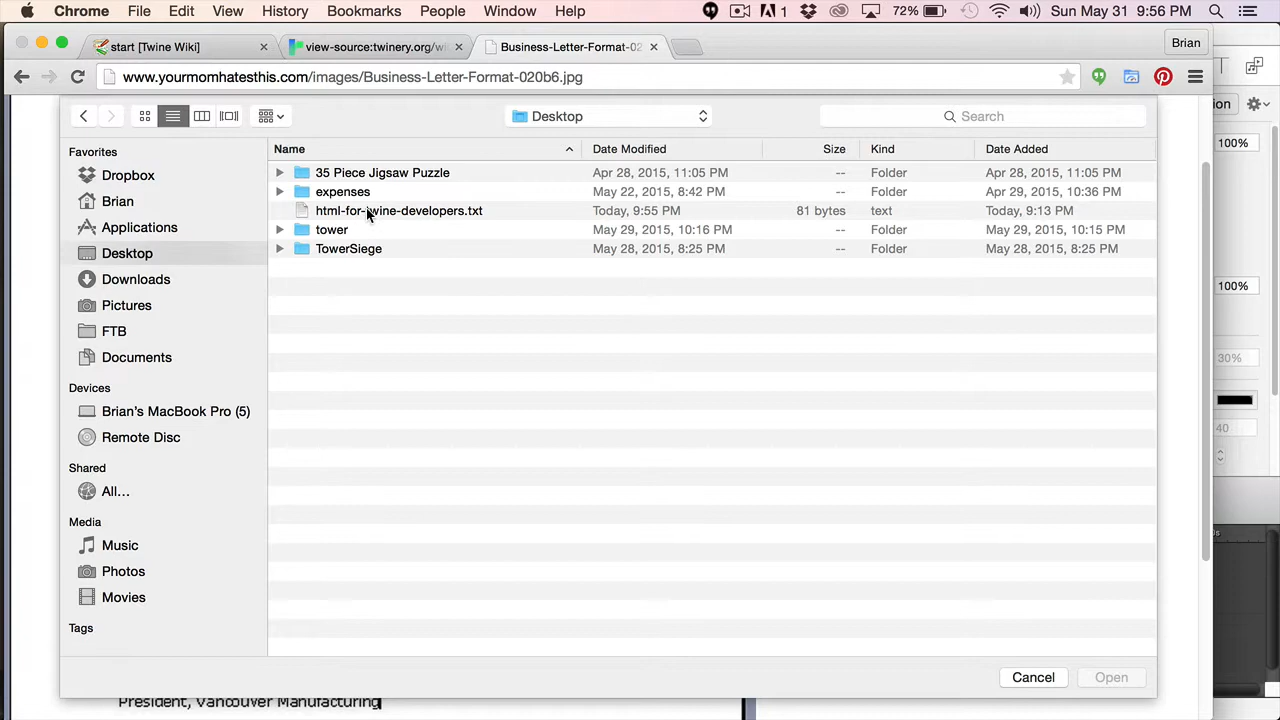 Chrome File Edit View History Bookmarks People Window Help 1 72% Sun May 31 9:56 PM
start [Twine Wiki] view-source:twinery.org/wi Business-Letter-Format-02 Brian
www.yourmomhatesthis.com/images/Business-Letter-Format-020b6.jpg
Desktop Search ion
100%
Favorites Name Date Modified Size Kind Date Added
Dropbox 35 Piece Jigsaw Puzzle Apr 28, 2015, 11:05 PM -- Folder Apr 28, 2015, 11:05 PM
Brian expenses May 22, 2015, 8:42 PM -- Folder Apr 29, 2015, 10:36 PM
html-for-twine-developers.txt Today, 9:55 PM 81 bytes text Today, 9:13 PM
Applications tower May 29, 2015, 10:16 PM -- Folder May 29, 2015, 10:15 PM
Desktop TowerSiege May 28, 2015, 8:25 PM -- Folder May 28, 2015, 8:25 PM
Downloads 100%
Pictures
FTB
Documents 30%
Devices
Brian's MacBook Pro (5)
Remote Disc 40
Shared
All...
Media
Music
Photos
Movies
Tags
Cancel Open
President, Vancouver Manufacturing